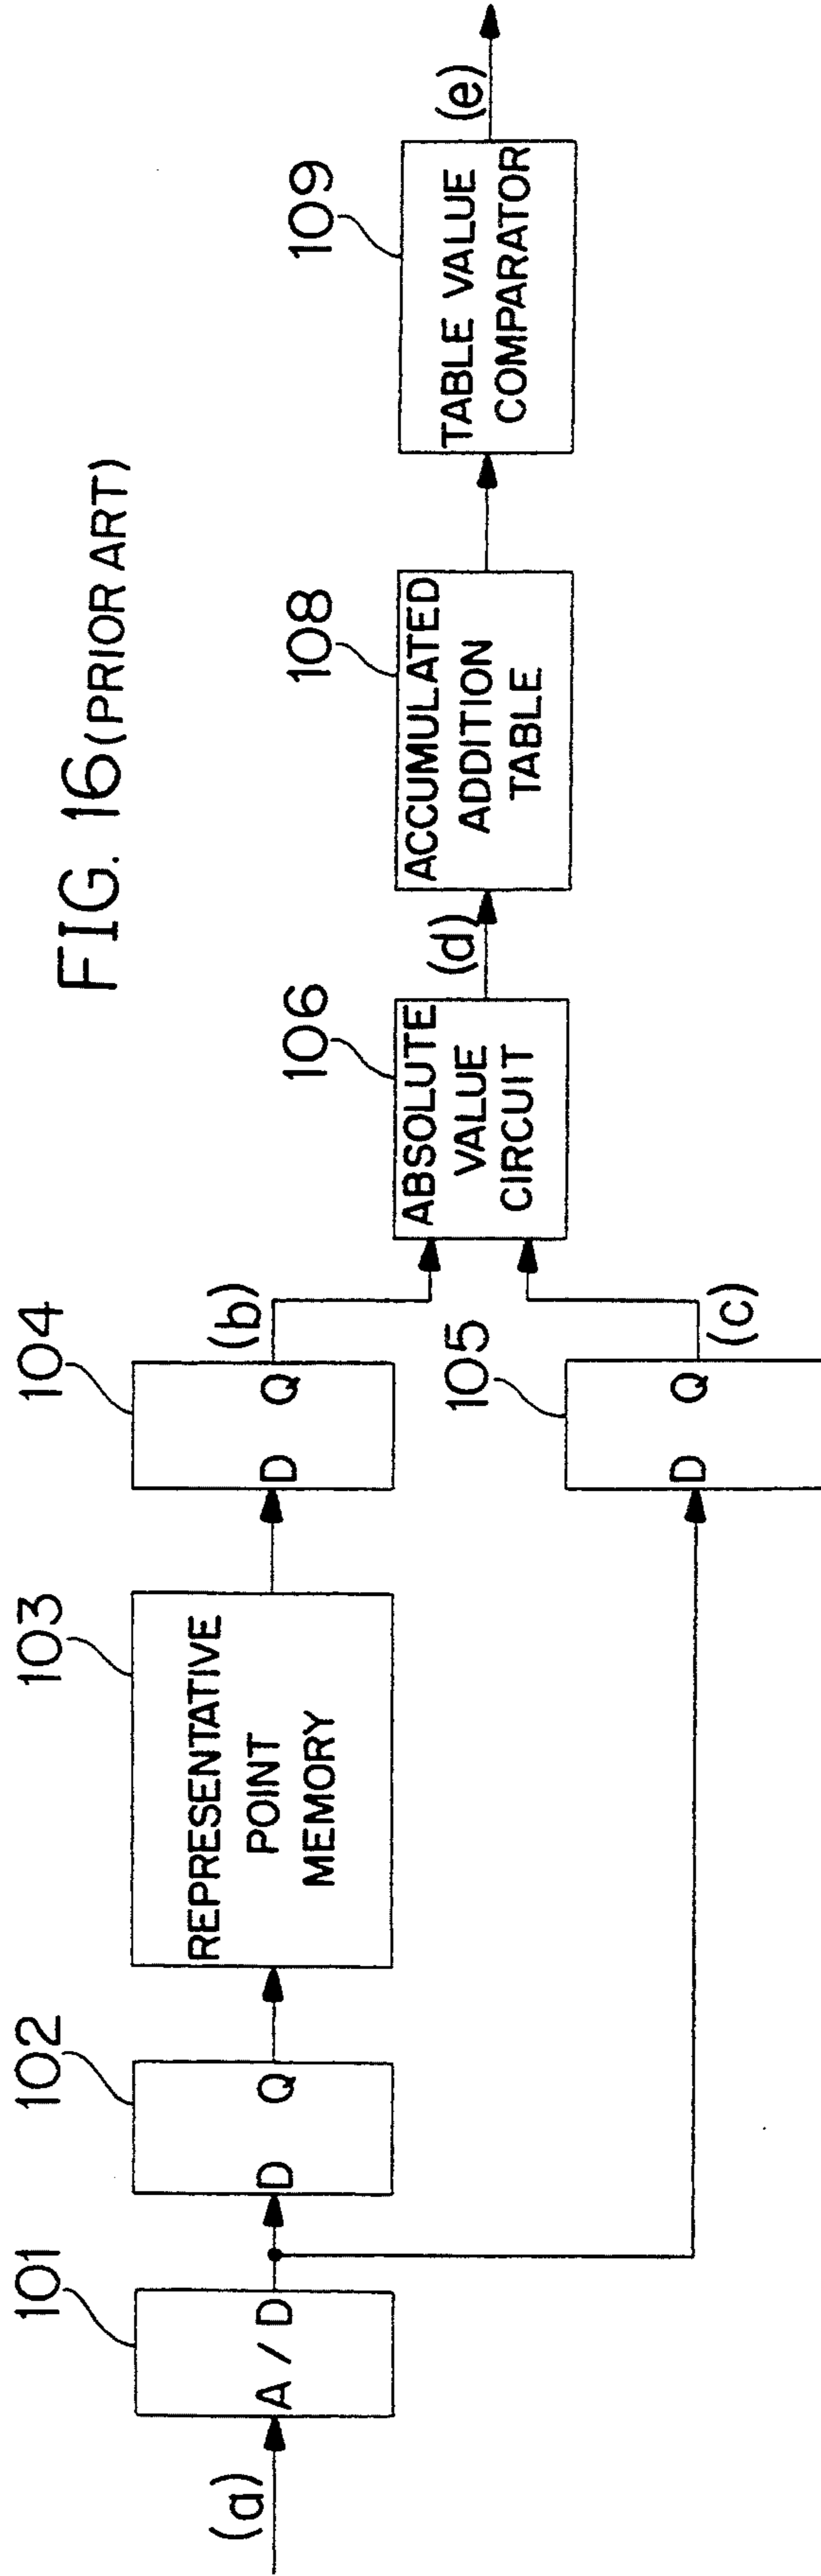 FIG. 16 (PRIOR ART)
101
102
103
104
105
106
108
109
(a)
A / D
D Q
REPRESENTATIVE
POINT
MEMORY
D Q
(b)
D Q
(c)
ABSOLUTE
VALUE
CIRCUIT
(d)
ACCUMULATED
ADDITION
TABLE
TABLE VALUE
COMPARATOR
(e)